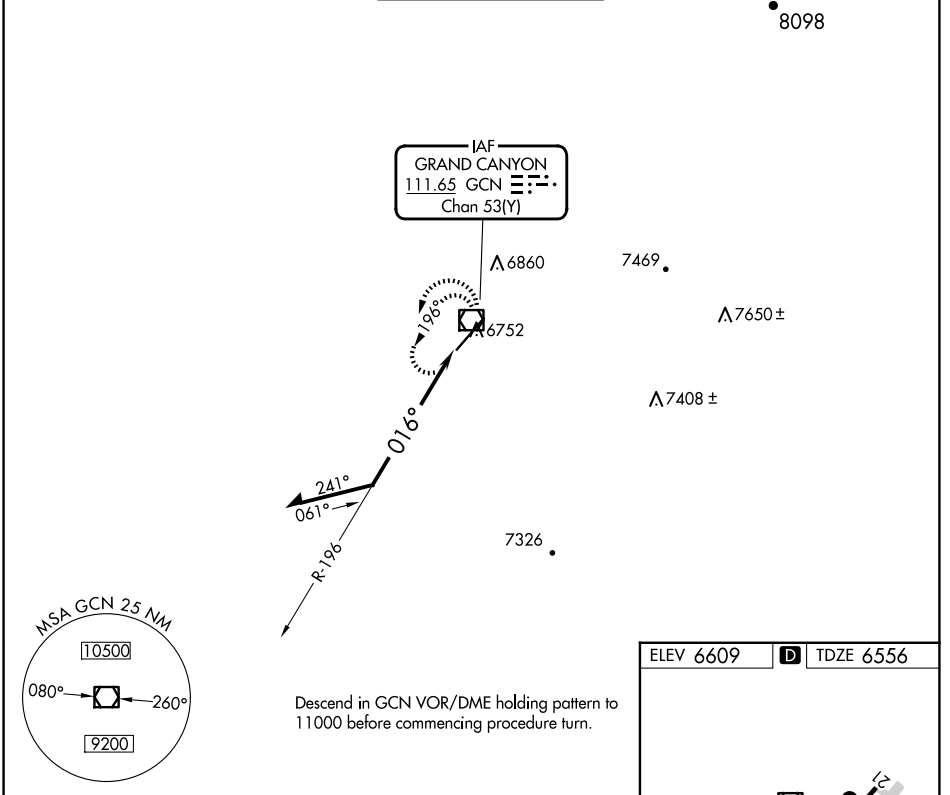 8098
IAF
GRAND CANYON
111.65 GCN
Chan 53(Y)
6860
7469
7650 ±
196°
6752
7408 ±
016°
241°
061°
R-196
7326
MSA GCN 25 NM
10500
080°
260°
9200
Descend in GCN VOR/DME holding pattern to
11000 before commencing procedure turn.
ELEV 6609 D TDZE 6556
21